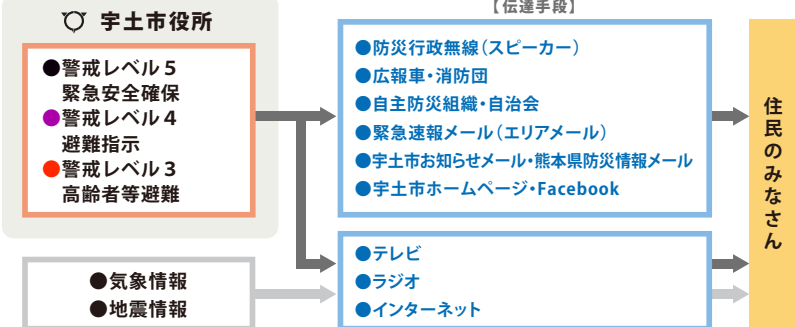 【伝達手段】
宇土市役所
●警戒レベル5
緊急安全確保
●警戒レベル4
避難指示
●警戒レベル3
高齢者等避難
●気象情報
●地震情報
●防災行政無線(スピーカー)
●広報車・消防団
●自主防災組織・自治会
●緊急速報メール(エリアメール)
●宇土市お知らせメール・熊本県防災情報メール
●宇土市ホームページ・Facebook
●テレビ
●ラジオ
●インターネット
住民のみなさん